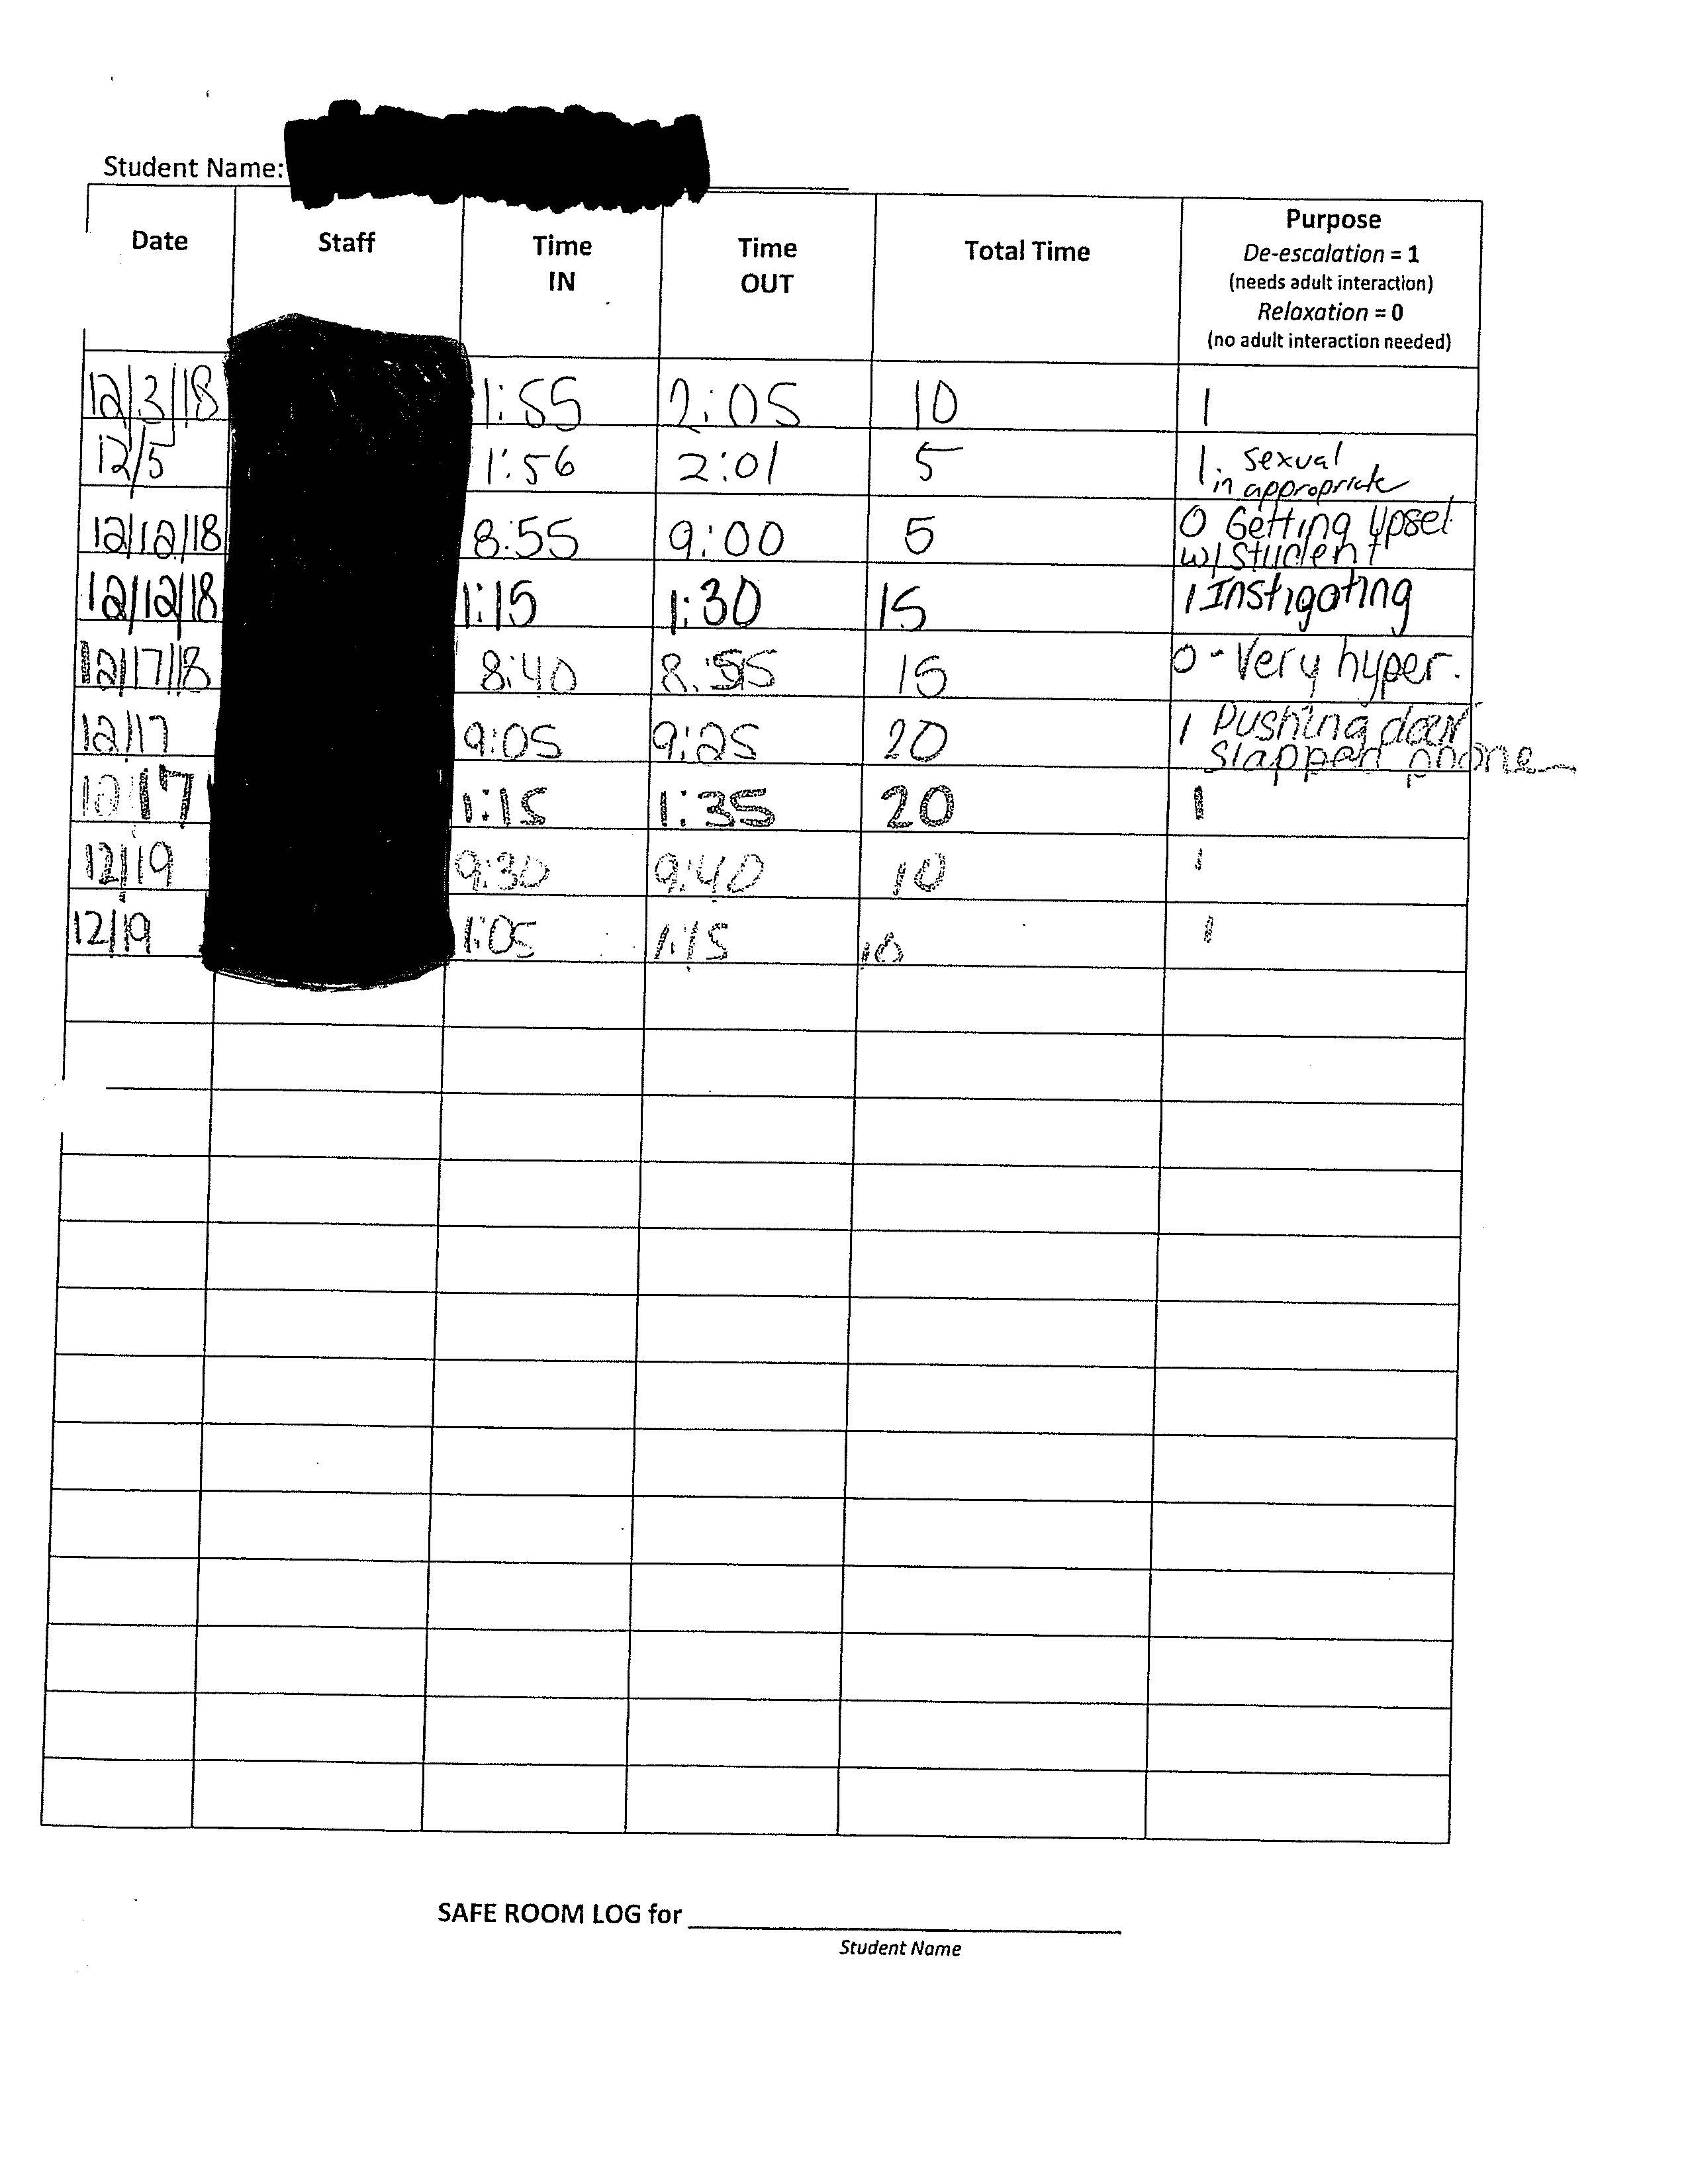 Student Name:
Date Staff Time IN Time OUT Total Time Purpose
De-escalation = 1
(needs adult interaction)
Relaxation = 0
(no adult interaction needed)
12/3/18 1:55 2:05 10 1
12/5 1:56 2:01 5 1 sexual
in appropriate
12/12/18 8:55 9:00 5 0 Getting Upset
w/ Student
12/12/18 1:15 1:30 15 1 Instigating
12/17/18 8:40 8:55 15 0 - Very hyper.
12/17 9:05 9:25 20 1 Pushing
Slapped phone
12/17 1:15 1:35 20 1
12/19 9:30 9:40 10 1
12/19 1:05 1:15 10 1
SAFE ROOM LOG for
Student Name